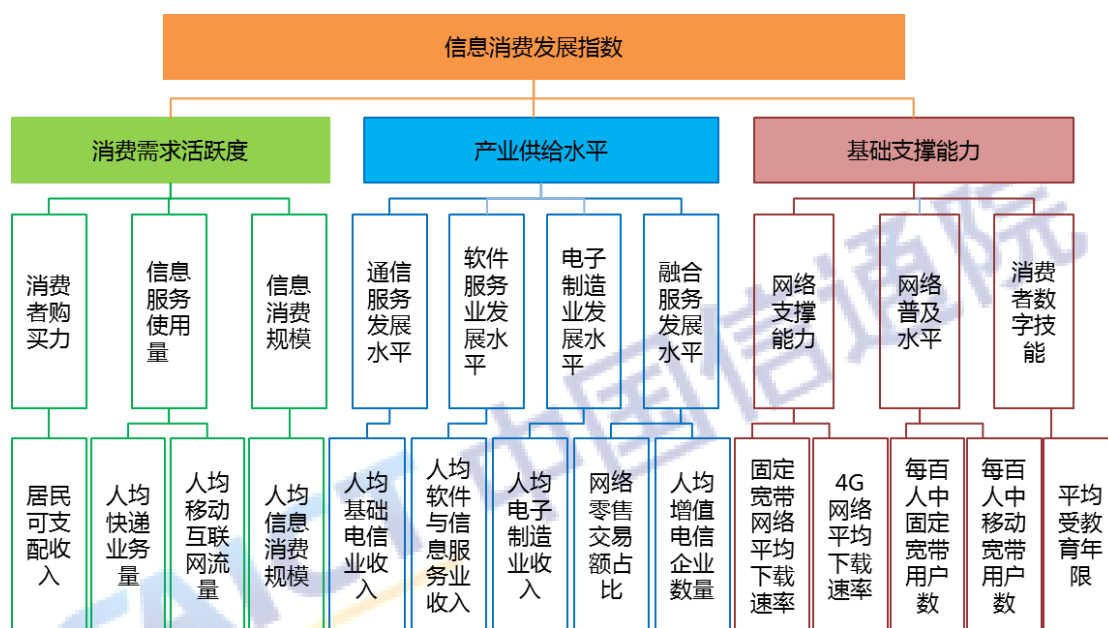 信息消费发展指数
消费需求活跃度
产业供给水平
基础支撑能力
消费
者购
买力
信息
服务
使用
量
信息
消费
规模
通信
服务
发展
水平
软件
服务
业发
展水
平
电子
制造
业发
展水
平
融合
服务
发展
水平
网络
支撑
能力
网络
普及
水平
消费
者数
字技
能
居民
可支
配收
入
人均
快递
业务
量
人均
移动
互联
网流
量
人均
信息
消费
规模
人均
基础
电信
业收
入
人均
软件
与信
息服
务业
收入
人均
电子
制造
业收
入
网络
零售
交易
额占
比
人均
增值
电信
企业
数量
固定
宽带
网络
平均
下载
速率
4G
网络
平均
下载
速率
每百
人中
固定
宽带
用户
数
每百
人中
移动
宽带
用户
数
平均
受教
育年
限
CAICT 中国信通院